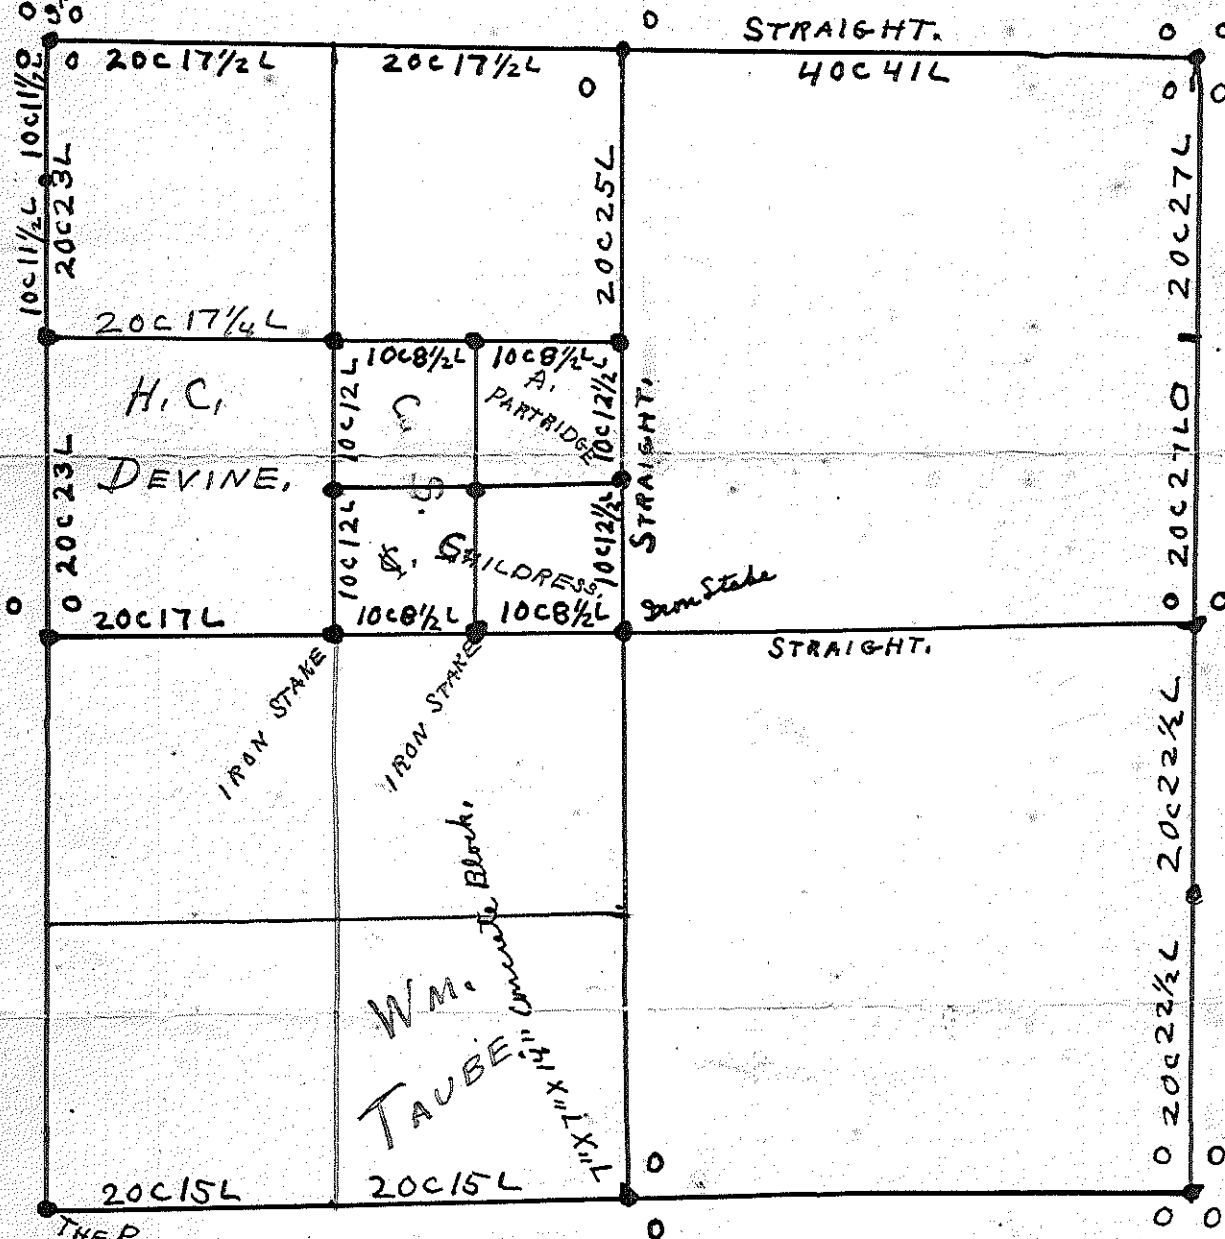 STRAIGHT.
20C17½L
20C17½L
40C41L
10C11½L
10C11½L
20C23L
20C25L
20C27L
20C17¼L
10C8½L
10C8½L
H. C.
DEVINE.
20C23L
10C12L
C. S.
A.
PARTRIDGE
10C12½L
STRAIGHT.
20C27L
10C12L
&. S. CHILDRESS.
10C12½L
Iron Stake
20C17L
10C8½L
10C8½L
STRAIGHT.
IRON STAKE
IRON STAKE
20C22½L
WM.
TAUBE
7"X7"X14" Concrete Block.
20C22½L
20C15L
20C15L